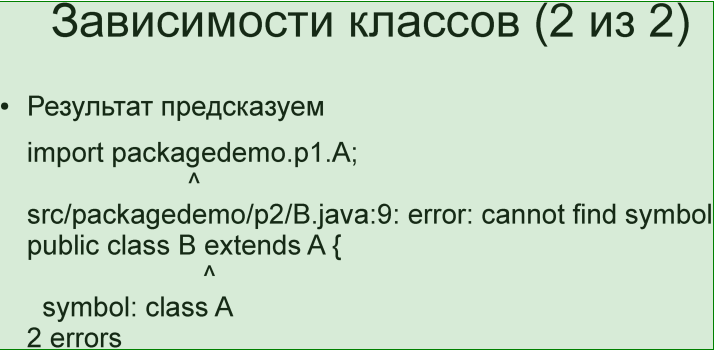 Зависимости классов (2 из 2)
• Результат предсказуем
import packagedemo.p1.A;
^
src/packagedemo/p2/B.java:9: error: cannot find symbol
public class B extends A {
^
symbol: class A
2 errors